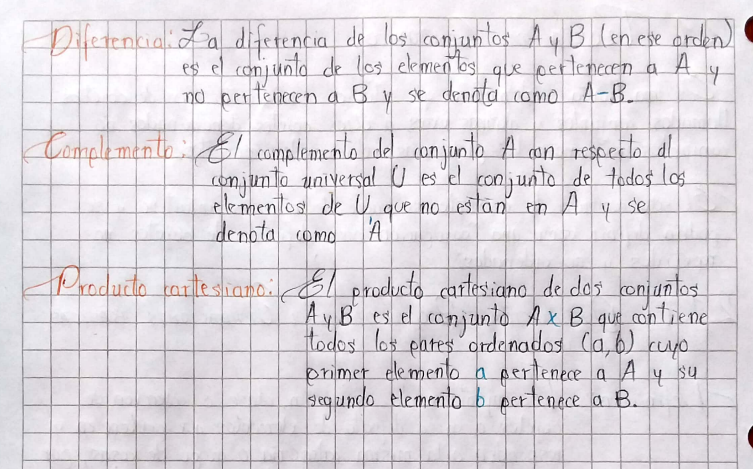 Diferencia: La diferencia de los conjuntos A y B (en ese orden)
es el conjunto de los elementos que pertenecen a A y
no pertenecen a B y se denota como A-B.
Complemento: El complemento del conjunto A con respecto al
conjunto universal U es el conjunto de todos los
elementos de U que no están en A y se
denota como 'A
Producto cartesiano: El producto cartesiano de dos conjuntos
A y B es el conjunto A x B que contiene
todos los pares ordenados (a,b) cuyo
primer elemento a pertenece a A y su
segundo elemento b pertenece a B.